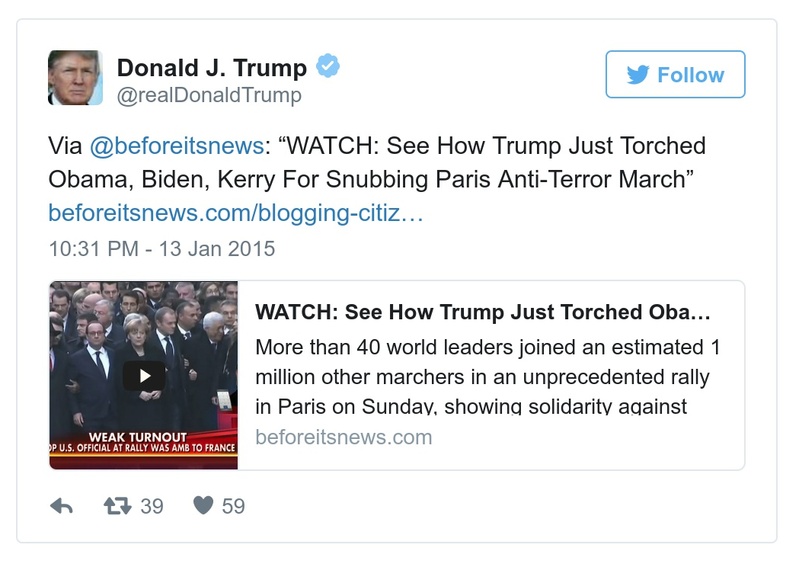 Donald J. Trump
@realDonaldTrump
Follow
Via @beforeitsnews: “WATCH: See How Trump Just Torched
Obama, Biden, Kerry For Snubbing Paris Anti-Terror March”
beforeitsnews.com/blogging-citiz…
10:31 PM - 13 Jan 2015
WATCH: See How Trump Just Torched Oba…
More than 40 world leaders joined an estimated 1
million other marchers in an unprecedented rally
in Paris on Sunday, showing solidarity against
beforeitsnews.com
WEAK TURNOUT
OP U.S. OFFICIAL AT RALLY WAS AMB TO FRANCE
39
59